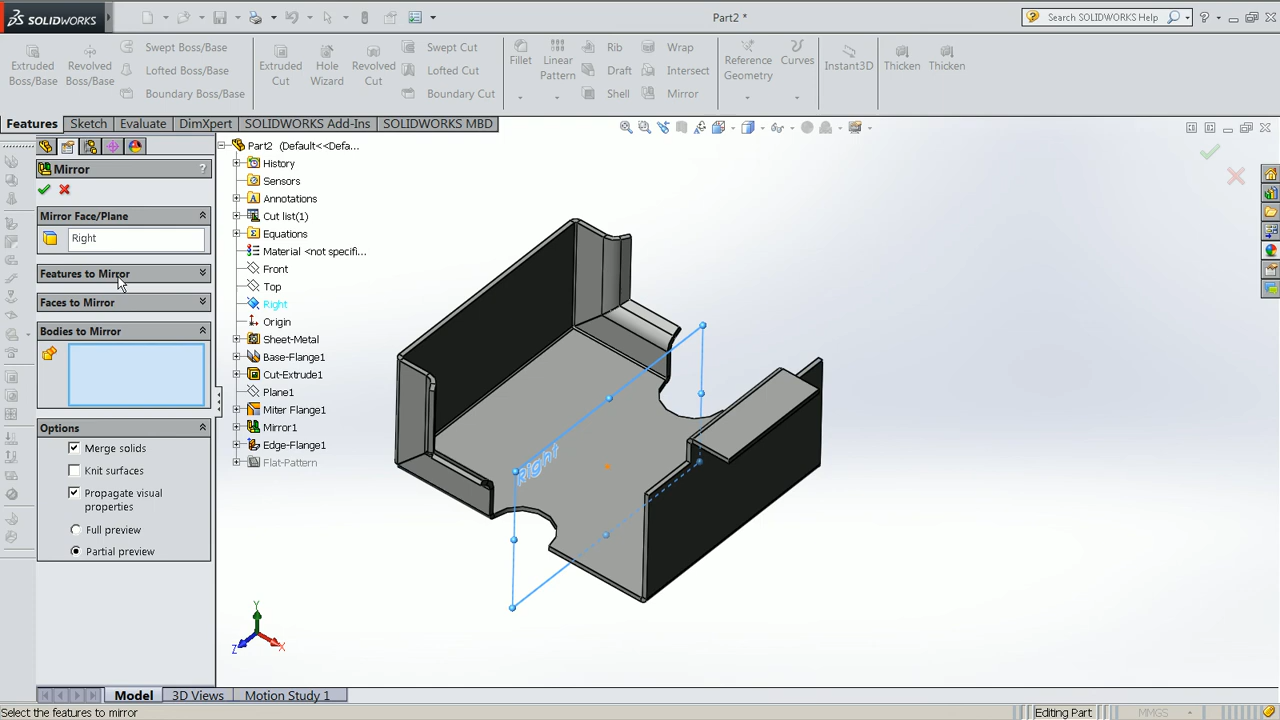 SOLIDWORKS
Part2 *
Search SOLIDWORKS Help
Extruded Boss/Base
Revolved Boss/Base
Swept Boss/Base
Lofted Boss/Base
Boundary Boss/Base
Extruded Cut
Hole Wizard
Revolved Cut
Swept Cut
Lofted Cut
Boundary Cut
Fillet
Linear Pattern
Rib
Draft
Shell
Wrap
Intersect
Mirror
Reference Geometry
Curves
Instant3D
Thicken
Thicken
Features
Sketch
Evaluate
DimXpert
SOLIDWORKS Add-Ins
SOLIDWORKS MBD
Mirror
?
Mirror Face/Plane
Right
Features to Mirror
Faces to Mirror
Bodies to Mirror
Options
Merge solids
Knit surfaces
Propagate visual
properties
Full preview
Partial preview
Part2 (Default<<Defa...
History
Sensors
Annotations
Cut list(1)
Equations
Material <not specifi...
Front
Top
Right
Origin
Sheet-Metal
Base-Flange1
Cut-Extrude1
Plane1
Miter Flange1
Mirror1
Edge-Flange1
Flat-Pattern
Right
Y
Z
X
Model
3D Views
Motion Study 1
Select the features to mirror
Editing Part
MMGS